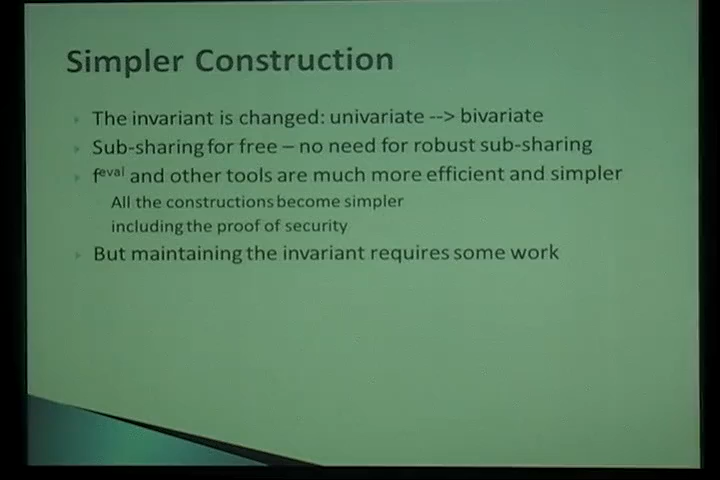 Simpler Construction
The invariant is changed: univariate --> bivariate
Sub-sharing for free – no need for robust sub-sharing
f^eval and other tools are much more efficient and simpler
All the constructions become simpler
including the proof of security
But maintaining the invariant requires some work